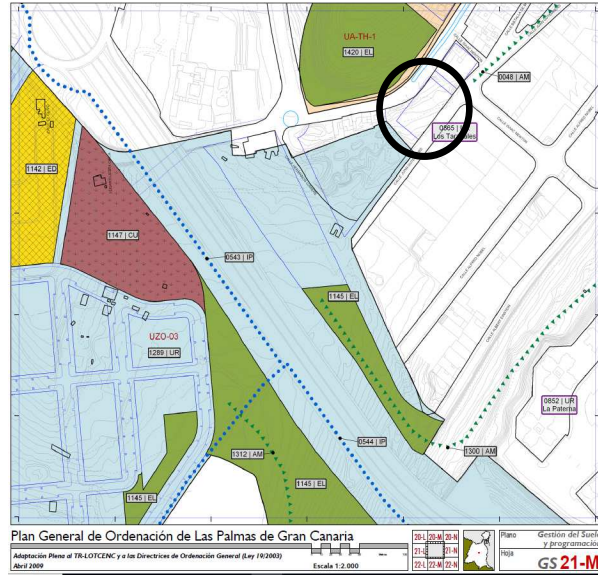 UA-TH-1
1420 | EL
0048 | AM
0865 |
Los Tar
ales
1142 | ED
1147 | CU
0543 | IP
1145 | EL
UZO-03
1289 | UR
0852 | UR
La Paterna
0544 | IP
1312 | AM
1300 | AM
1145 | EL
1145 | EL
Plan General de Ordenación de Las Palmas de Gran Canaria
Adaptación Plena al TR-LOTCENC y a las Directrices de Ordenación General (Ley 19/2003)
Abril 2009
Escala 1:2.000
20-L 20-M 20-N
21-L 21-N
22-L 22-M 22-N
Plano
Gestión del Suelo
y programación
Hoja
GS 21-M